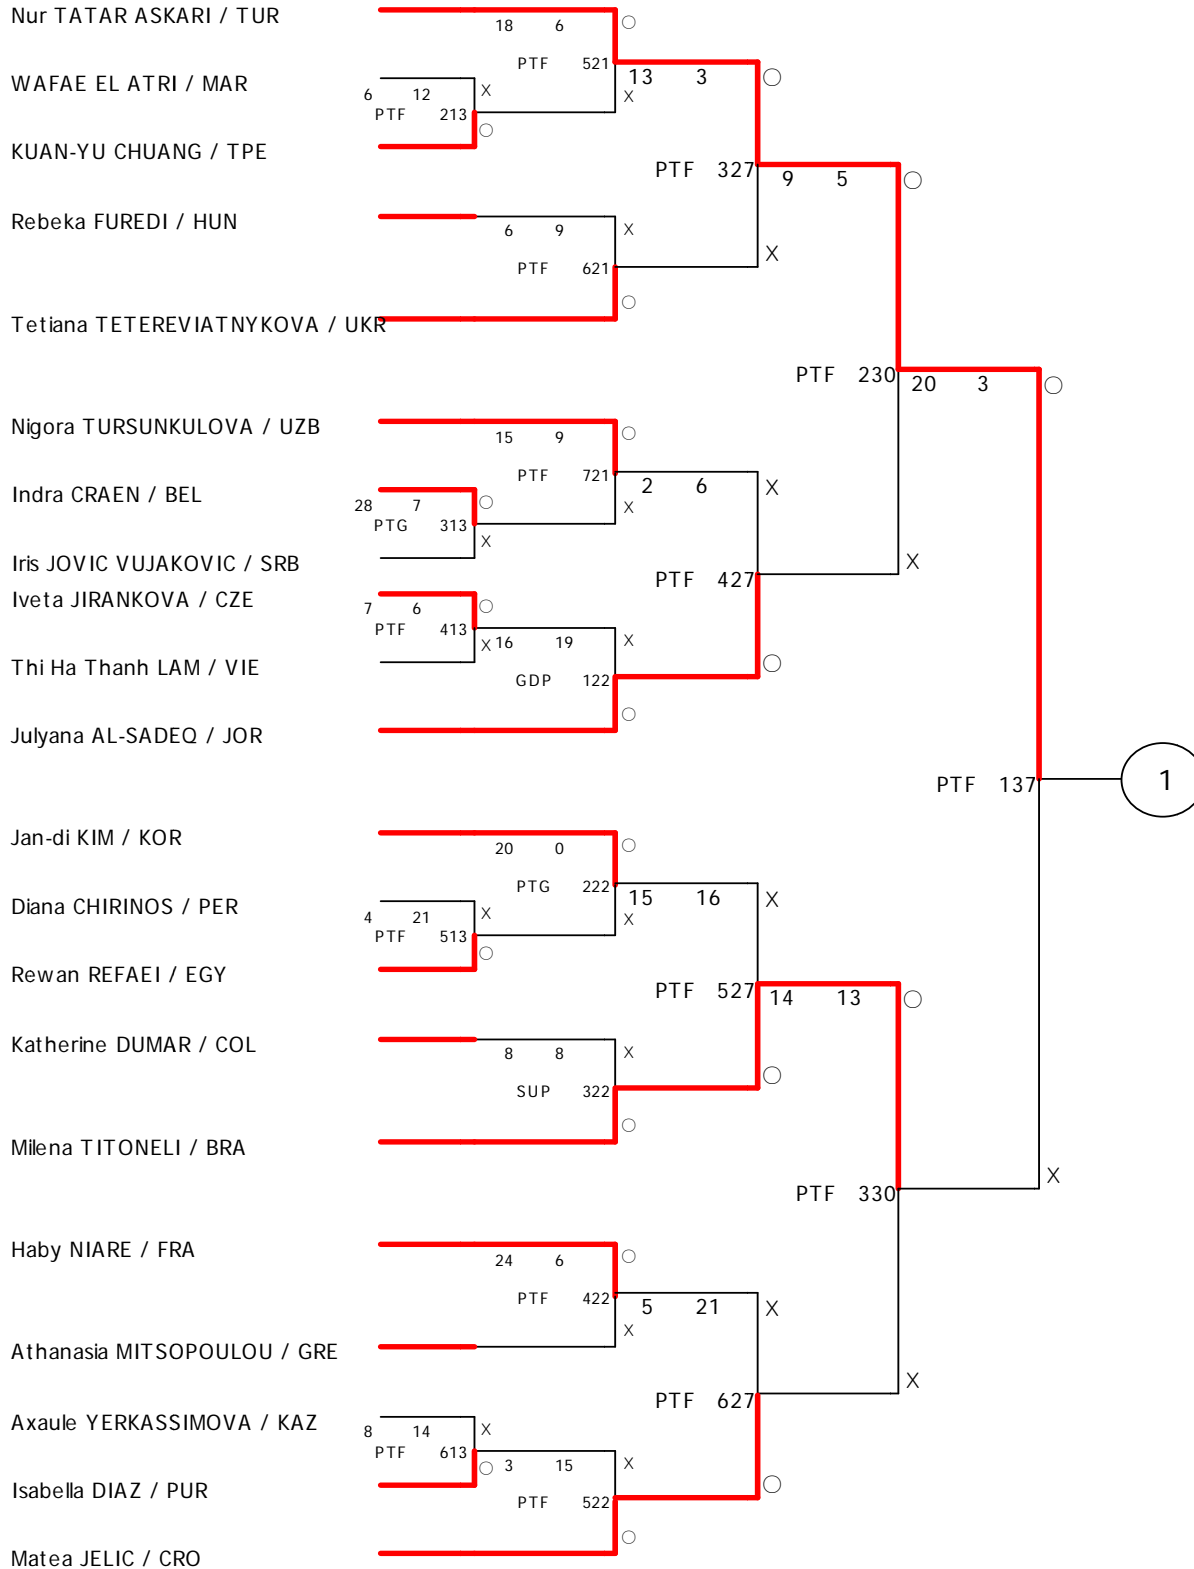 Nur TATAR ASKARI / TUR
18 6
PTF 521
13 3
WAFAE EL ATRI / MAR
6 12
X
X
PTF 213
KUAN-YU CHUANG / TPE
PTF 327
9 5
Rebeka FUREDI / HUN
6 9
X
X
PTF 621
Tetiana TETEREVIATNYKOVA / UKR
PTF 230
20 3
Nigora TURSUNKULOVA / UZB
15 9
PTF 721
2 6
X
Indra CRAEN / BEL
28 7
X
PTG 313
X
Iris JOVIC VUJAKOVIC / SRB
X
PTF 427
Iveta JIRANKOVA / CZE
7 6
PTF 413
X
16 19
X
Thi Ha Thanh LAM / VIE
GDP 122
Julyana AL-SADEQ / JOR
PTF 137
1
Jan-di KIM / KOR
20 0
PTG 222
15 16
X
Diana CHIRINOS / PER
4 21
X
X
PTF 513
Rewan REFAEI / EGY
PTF 527
14 13
Katherine DUMAR / COL
8 8
X
SUP 322
Milena TITONELI / BRA
X
PTF 330
Haby NIARE / FRA
24 6
PTF 422
5 21
X
X
Athanasia MITSOPOULOU / GRE
X
PTF 627
Axaule YERKASSIMOVA / KAZ
8 14
X
PTF 613
3 15
X
Isabella DIAZ / PUR
PTF 522
Matea JELIC / CRO